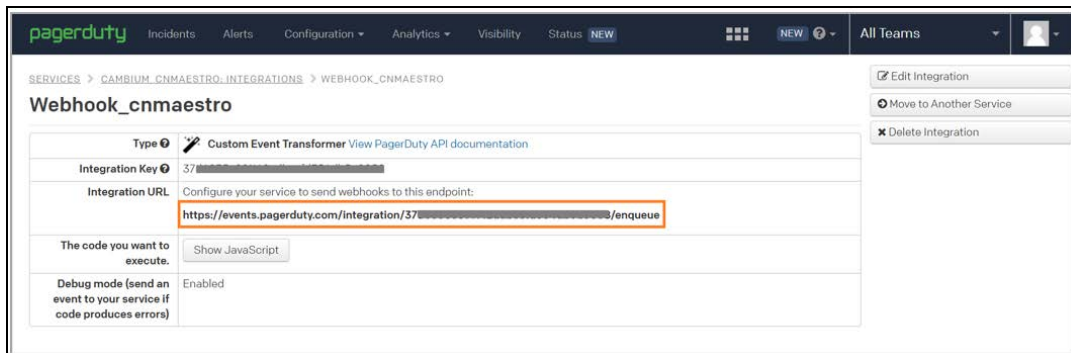 pagerduty Incidents Alerts Configuration Analytics Visibility Status NEW NEW All Teams
SERVICES > CAMBIUM_CNMAESTRO: INTEGRATIONS > WEBHOOK_CNMAESTRO
Webhook_cnmaestro
Edit Integration
Move to Another Service
Delete Integration
Type Custom Event Transformer View PagerDuty API documentation
Integration Key 37
Integration URL Configure your service to send webhooks to this endpoint:
https://events.pagerduty.com/integration/37 /enqueue
The code you want to
execute.
Show JavaScript
Debug mode (send an
event to your service if
code produces errors)
Enabled